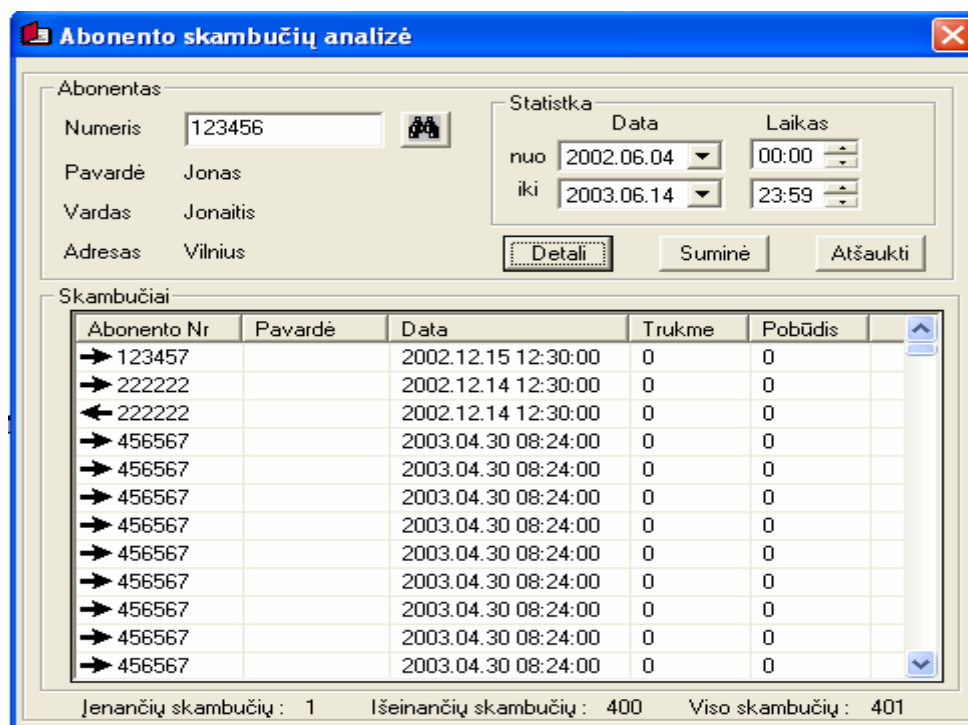 Abonento skambučių analizė
Abonentas
Numeris 123456
Pavardė Jonas
Vardas Jonaitis
Adresas Vilnius
Statistka
Data Laikas
nuo 2002.06.04 00:00
iki 2003.06.14 23:59
Detali Suminė Atšaukti
Skambučiai
Abonento Nr Pavardė Data Trukme Pobūdis
123457 2002.12.15 12:30:00 0 0
222222 2002.12.14 12:30:00 0 0
222222 2002.12.14 12:30:00 0 0
456567 2003.04.30 08:24:00 0 0
456567 2003.04.30 08:24:00 0 0
456567 2003.04.30 08:24:00 0 0
456567 2003.04.30 08:24:00 0 0
456567 2003.04.30 08:24:00 0 0
456567 2003.04.30 08:24:00 0 0
456567 2003.04.30 08:24:00 0 0
456567 2003.04.30 08:24:00 0 0
456567 2003.04.30 08:24:00 0 0
Įenančių skambučių : 1 Išeinančių skambučių : 400 Viso skambučių : 401